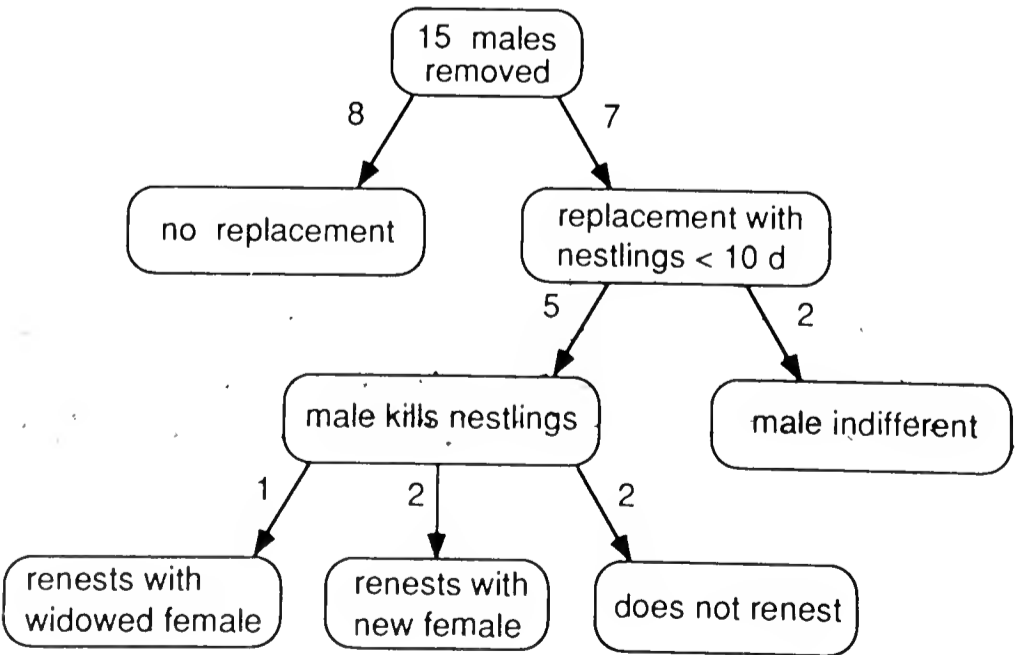 15 males
removed
8
7
no replacement
replacement with
nestlings < 10 d
5
2
male kills nestlings
male indifferent
1
2
2
renests with
widowed female
renests with
new female
does not renest